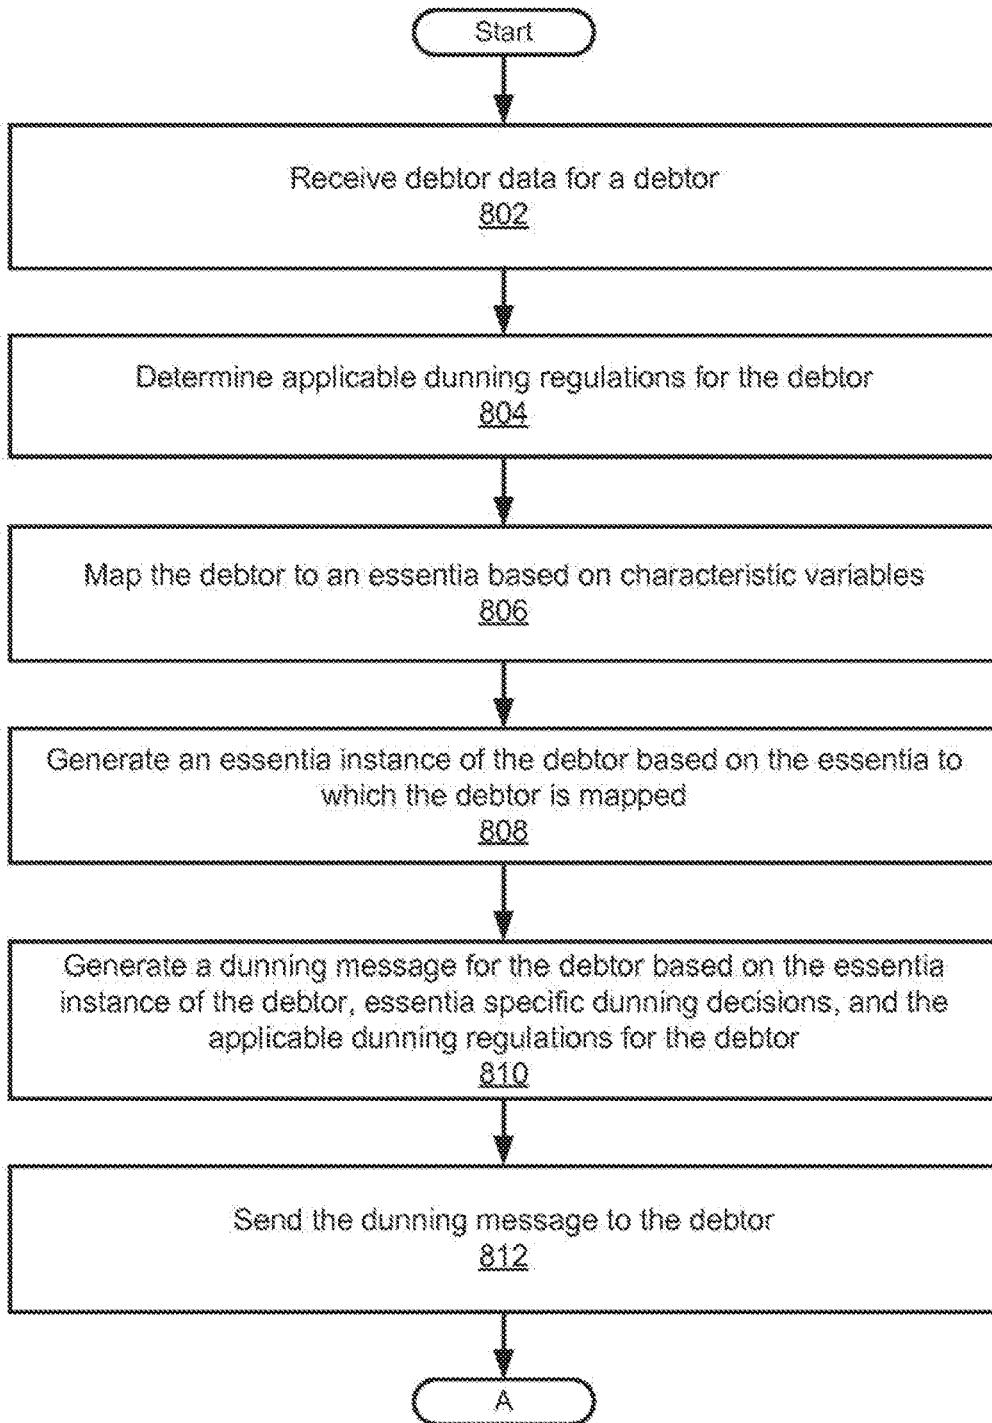 Start
Receive debtor data for a debtor
802
Determine applicable dunning regulations for the debtor
804
Map the debtor to an essentia based on characteristic variables
806
Generate an essentia instance of the debtor based on the essentia to
which the debtor is mapped
808
Generate a dunning message for the debtor based on the essentia
instance of the debtor, essentia specific dunning decisions, and the
applicable dunning regulations for the debtor
810
Send the dunning message to the debtor
812
A